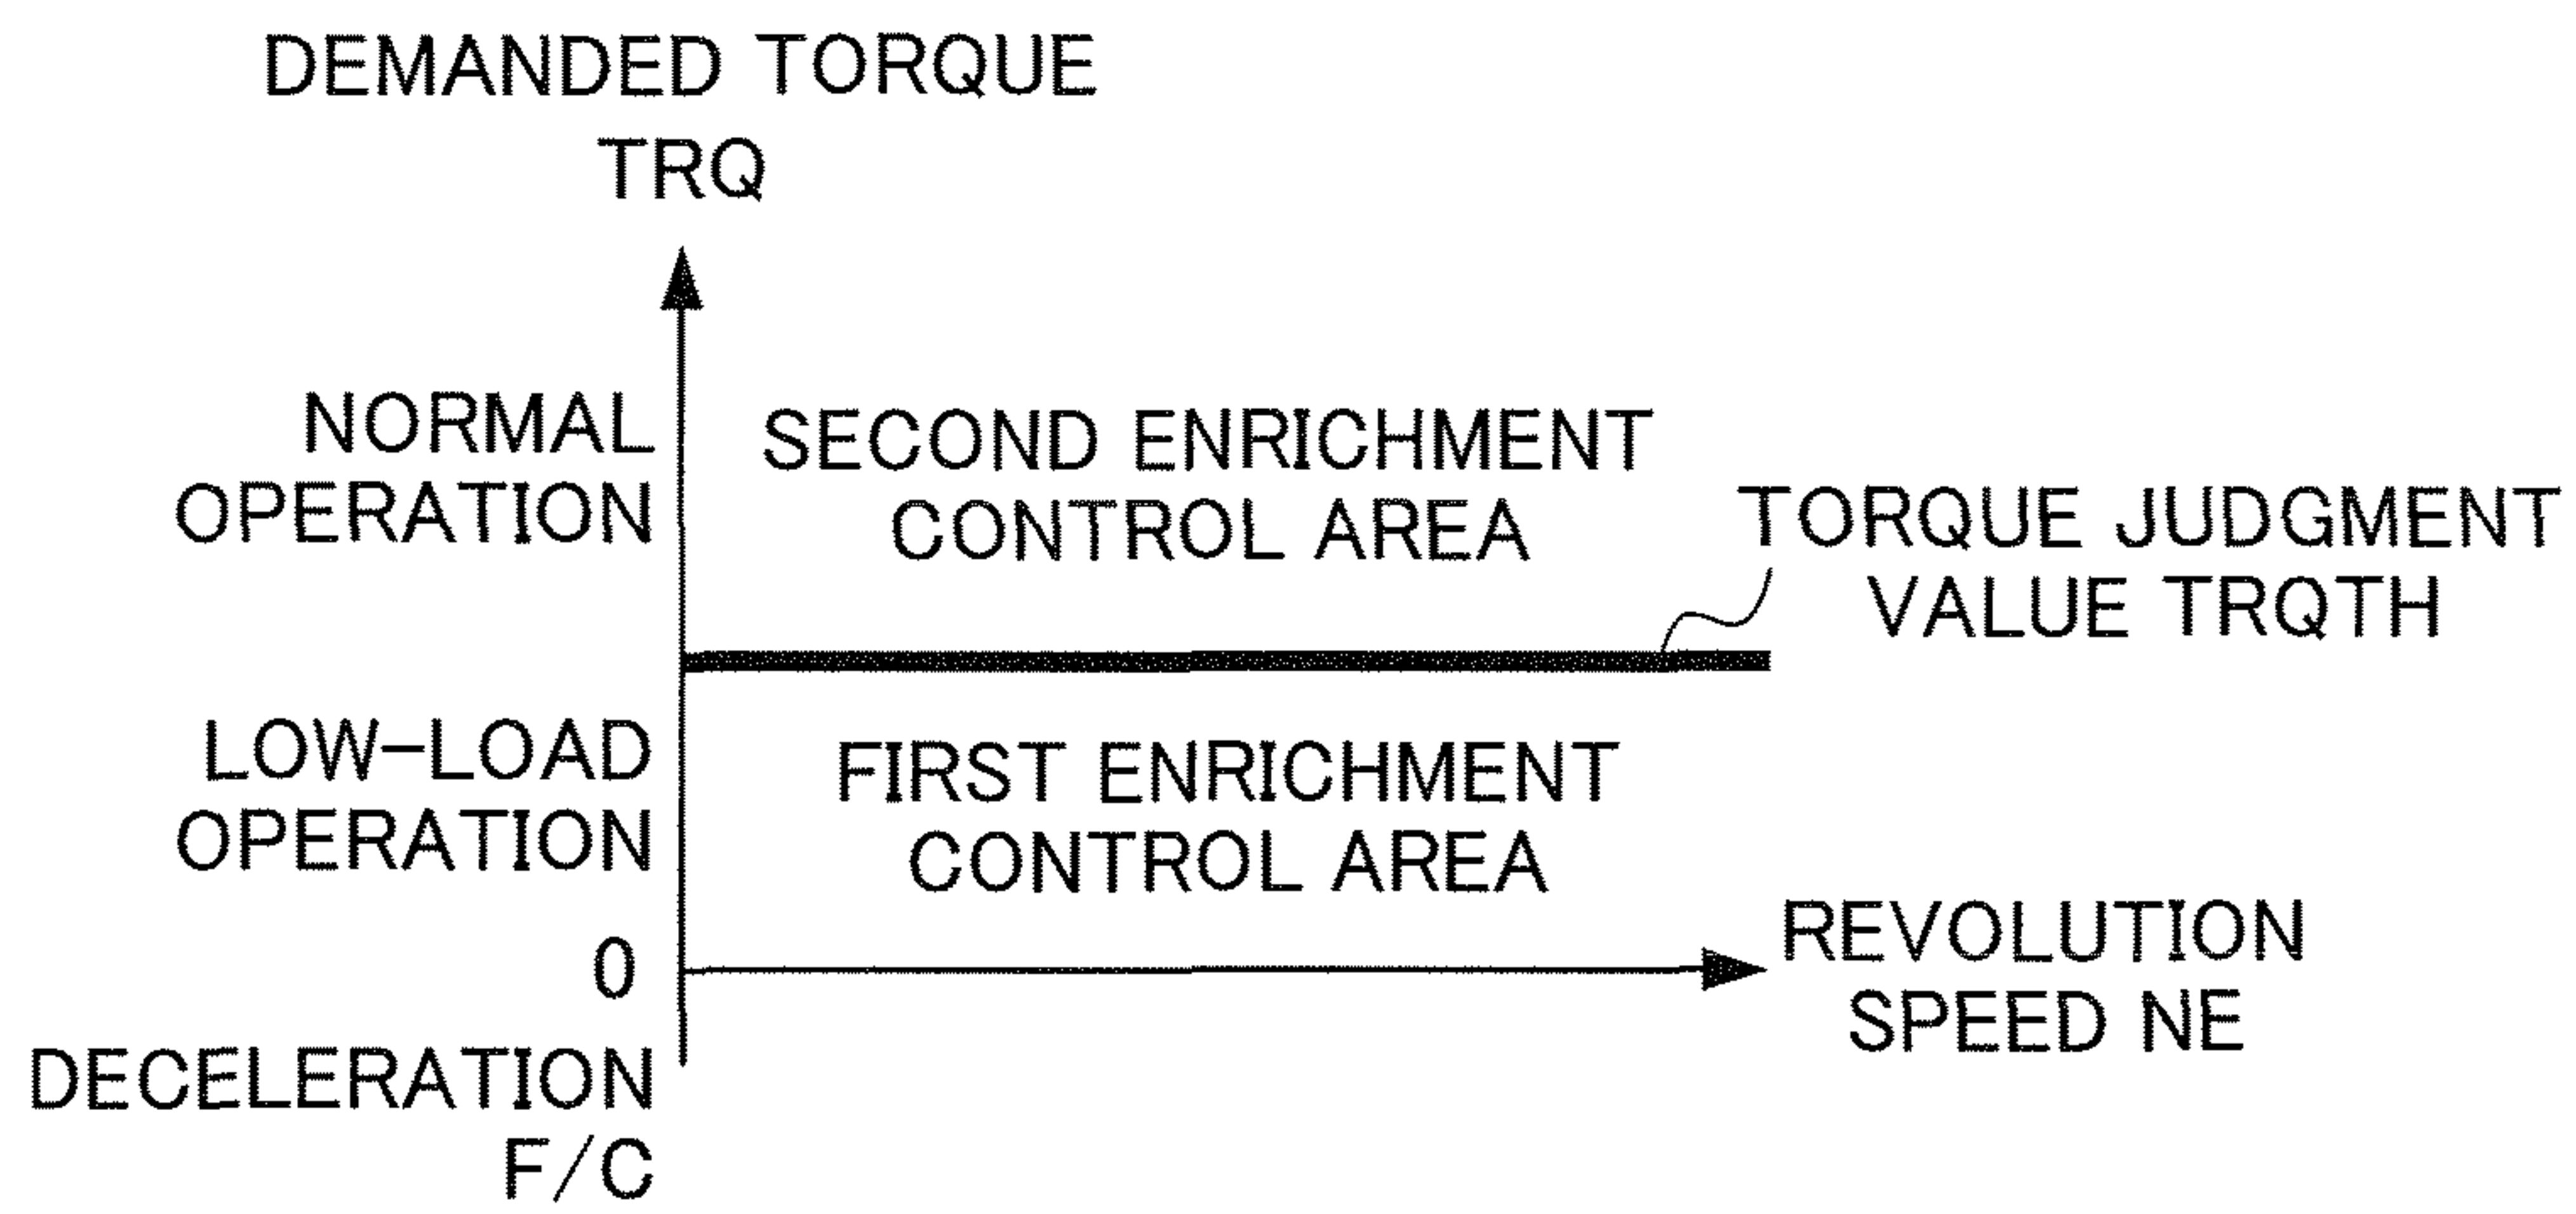 DEMANDED TORQUE
TRQ
NORMAL
OPERATION
SECOND ENRICHMENT
CONTROL AREA
TORQUE JUDGMENT
VALUE TRQTH
LOW-LOAD
OPERATION
FIRST ENRICHMENT
CONTROL AREA
0
REVOLUTION
SPEED NE
DECELERATION
F/C